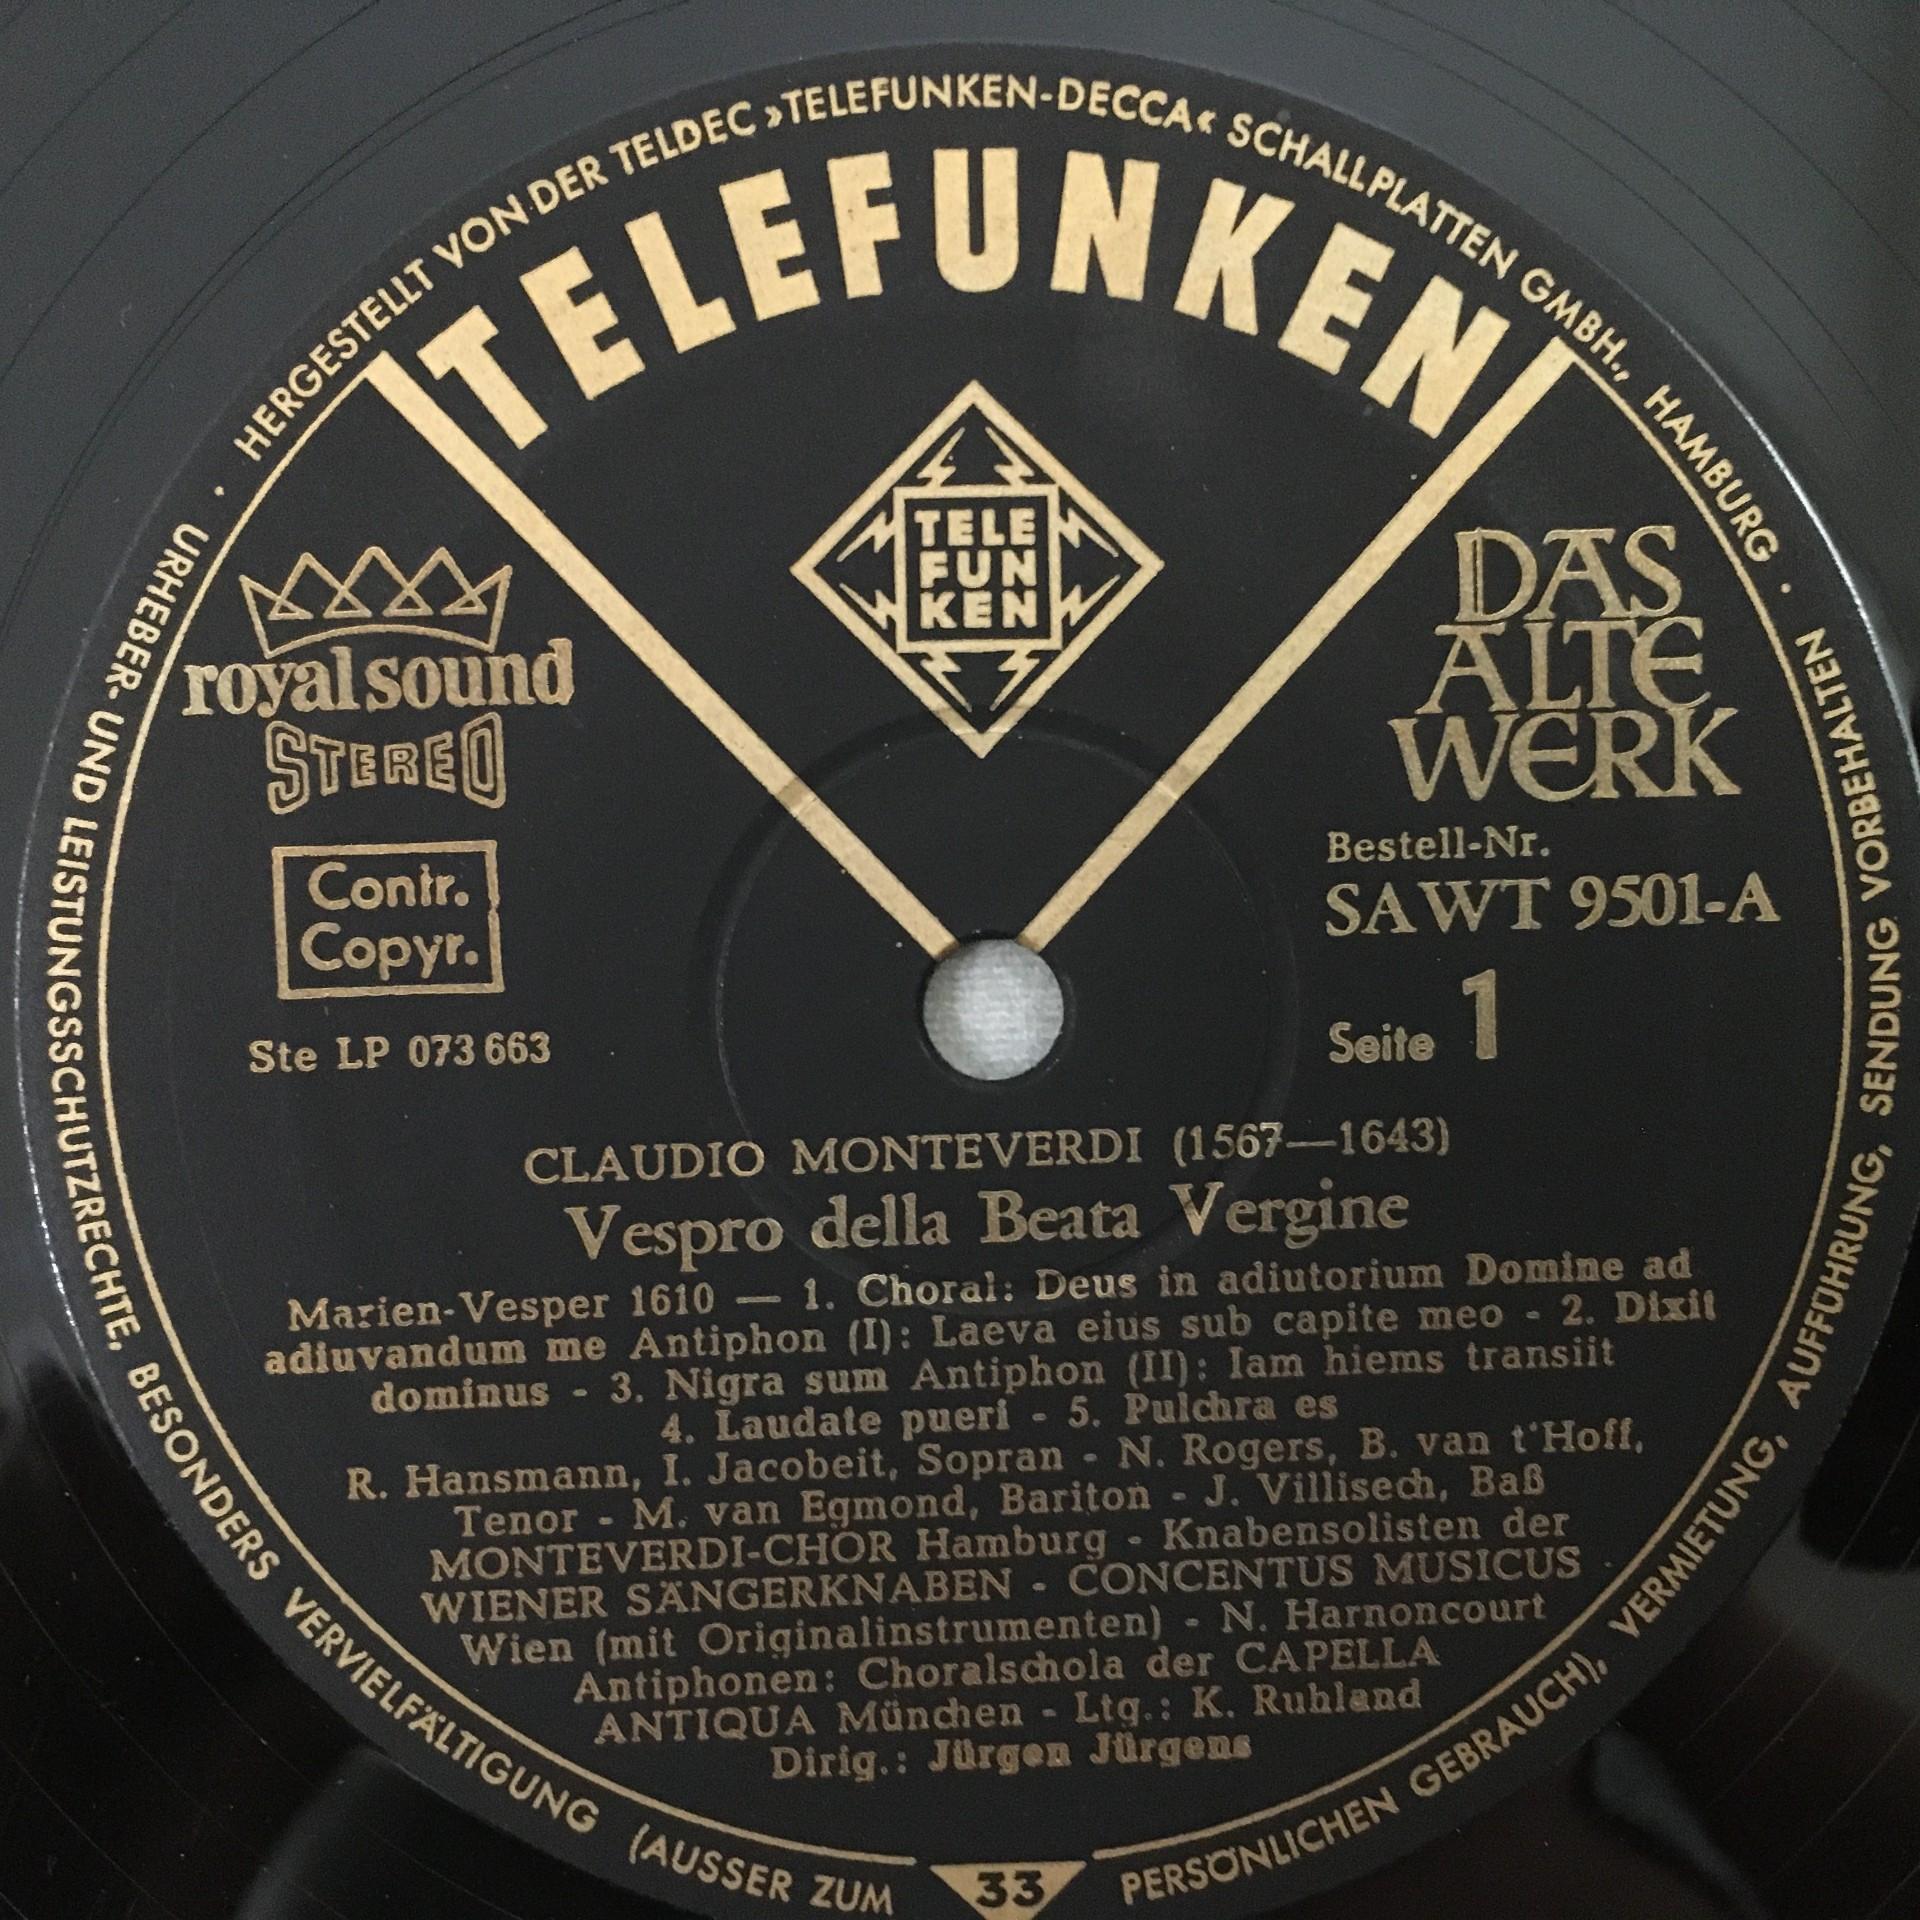 HERGESTELLT VON DER TELDEC »TELEFUNKEN-DECCA« SCHALLPLATTEN GMBH., HAMBURG ·
URHEBER- UND LEISTUNGSSCHUTZRECHTE, BESONDERS VERVIELFÄLTIGUNG (AUSSER ZUM PERSÖNLICHEN GEBRAUCH), VERMIETUNG, AUFFÜHRUNG, SENDUNG VORBEHALTEN ·
TELEFUNKEN
TELE
FUN
KEN
royal sound
STEREO
Contr.
Copyr.
Ste LP 073 663
DAS
ALTE
WERK
Bestell-Nr.
SAWT 9501-A
Seite 1
CLAUDIO MONTEVERDI (1567—1643)
Vespro della Beata Vergine
Marien-Vesper 1610 — 1. Choral: Deus in adiutorium Domine ad
adiuvandum me Antiphon (I): Laeva eius sub capite meo - 2. Dixit
dominus - 3. Nigra sum Antiphon (II): Iam hiems transiit
4. Laudate pueri - 5. Pulchra es
R. Hansmann, I. Jacobeit, Sopran - N. Rogers, B. van t'Hoff,
Tenor - M. van Egmond, Bariton - J. Villisech, Baß
MONTEVERDI-CHOR Hamburg - Knabensolisten der
WIENER SÄNGERKNABEN - CONCENTUS MUSICUS
Wien (mit Originalinstrumenten) - N. Harnoncourt
Antiphonen: Choralschola der CAPELLA
ANTIQUA München - Ltg.: K. Ruhland
Dirig.: Jürgen Jürgens
33